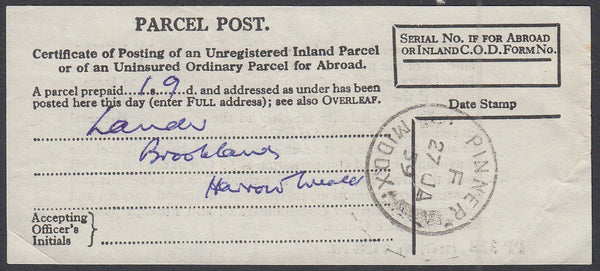 PARCEL POST.
Certificate of Posting of an Unregistered Inland Parcel
or of an Uninsured Ordinary Parcel for Abroad.
SERIAL NO. IF FOR ABROAD
OR INLAND C.O.D. FORM NO.
A parcel prepaid 1 s. 9 d. and addressed as under has been
posted here this day (enter FULL address); see also OVERLEAF.
Date Stamp
Lander
Brooklands
Harrow Weald
PINNER
MIDDX
F
27 JA
59
Accepting
Officer's
Initials